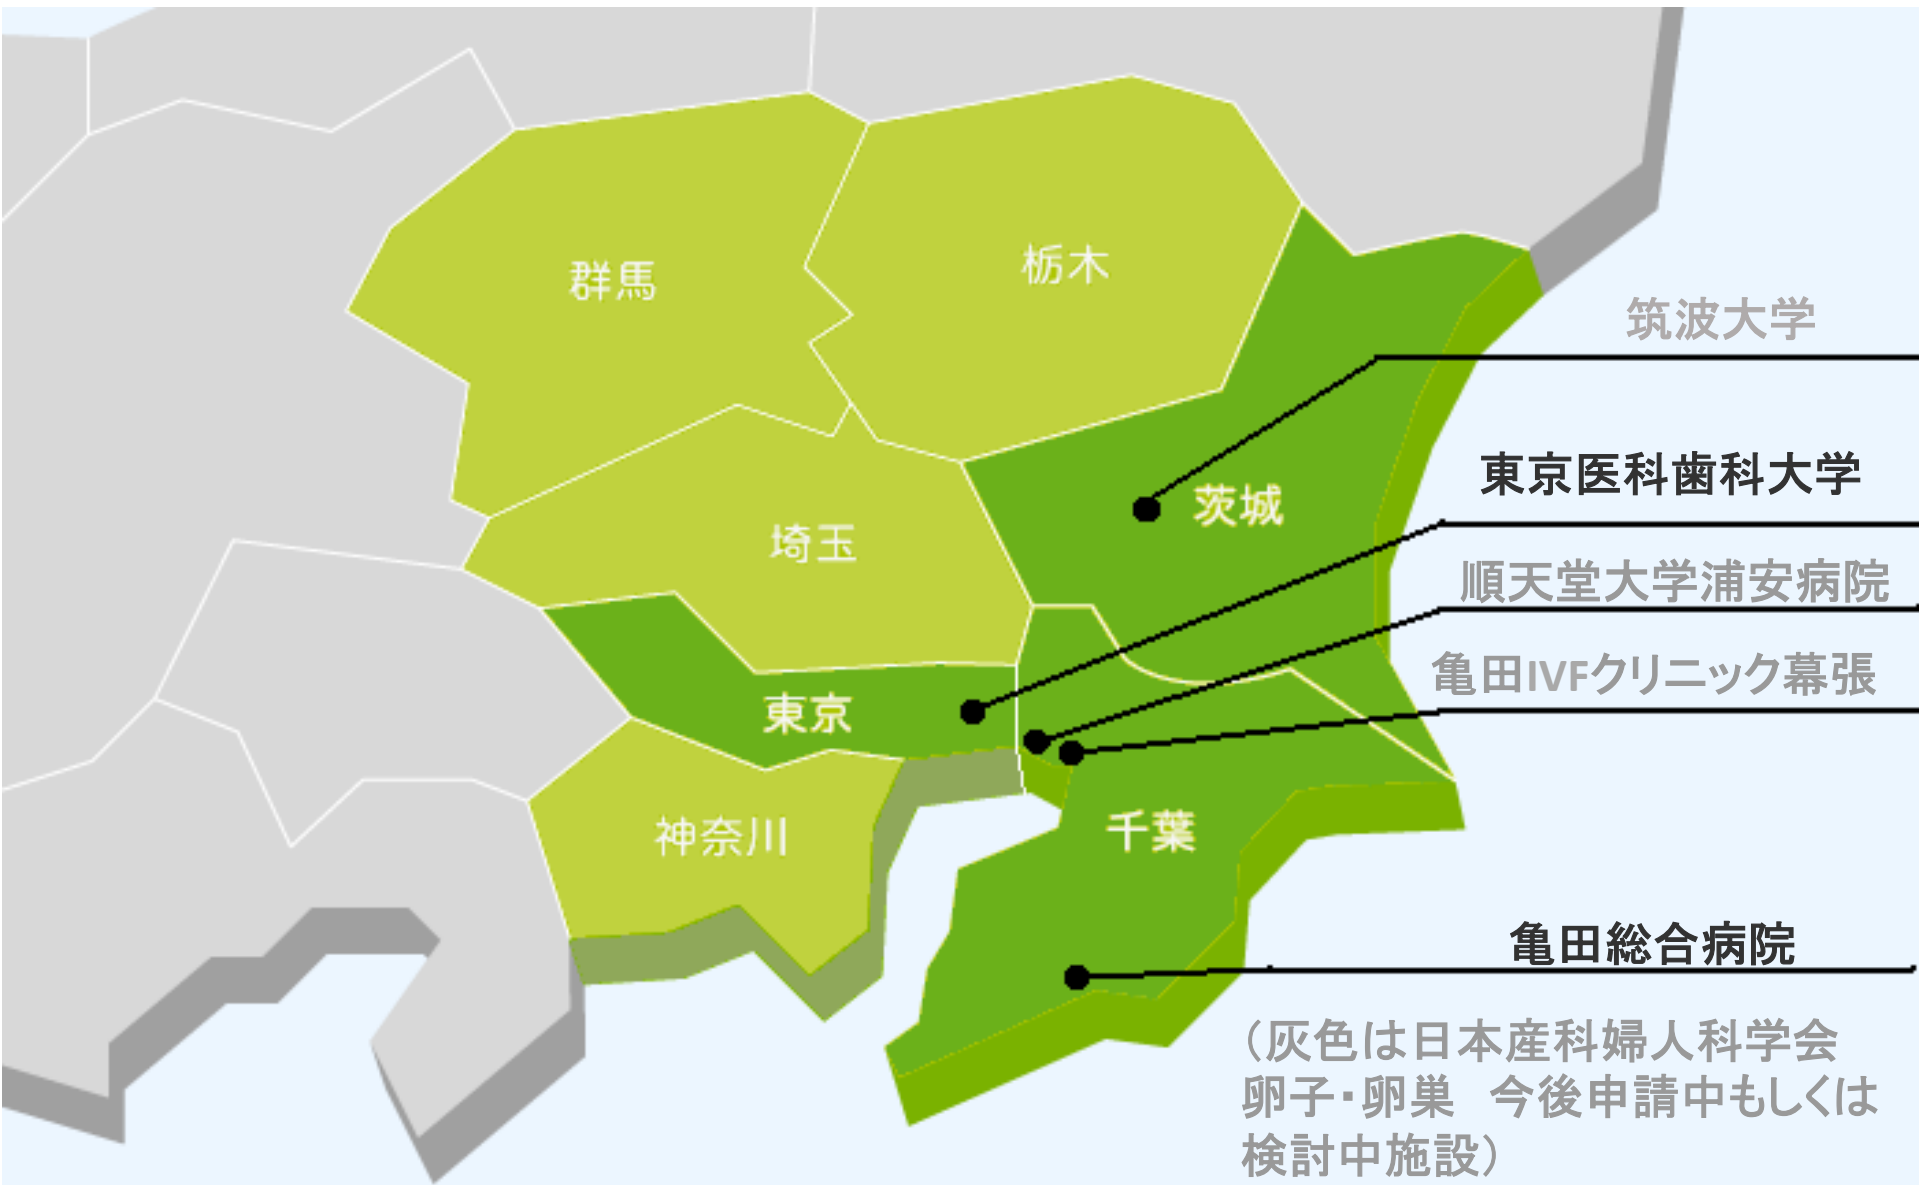 群馬
栃木
筑波大学
東京医科歯科大学
茨城
埼玉
順天堂大学浦安病院
亀田IVFクリニック幕張
東京
神奈川
千葉
亀田総合病院
（灰色は日本産科婦人科学会
卵子・卵巣　今後申請中もしくは
検討中施設）